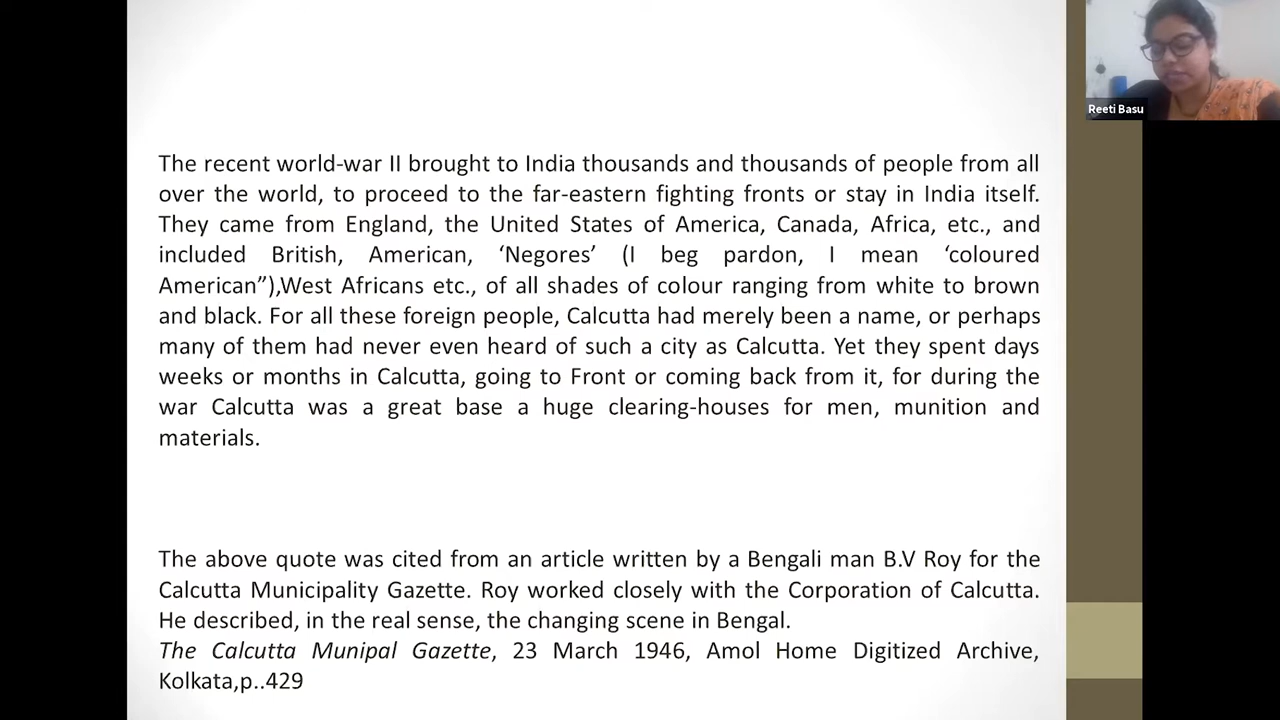 Reeti Basu
The recent world-war II brought to India thousands and thousands of people from all
over the world, to proceed to the far-eastern fighting fronts or stay in India itself.
They came from England, the United States of America, Canada, Africa, etc., and
included British, American, ‘Negores’ (I beg pardon, I mean ‘coloured
American”),West Africans etc., of all shades of colour ranging from white to brown
and black. For all these foreign people, Calcutta had merely been a name, or perhaps
many of them had never even heard of such a city as Calcutta. Yet they spent days
weeks or months in Calcutta, going to Front or coming back from it, for during the
war Calcutta was a great base a huge clearing-houses for men, munition and
materials.
The above quote was cited from an article written by a Bengali man B.V Roy for the
Calcutta Municipality Gazette. Roy worked closely with the Corporation of Calcutta.
He described, in the real sense, the changing scene in Bengal.
The Calcutta Munipal Gazette, 23 March 1946, Amol Home Digitized Archive,
Kolkata,p..429